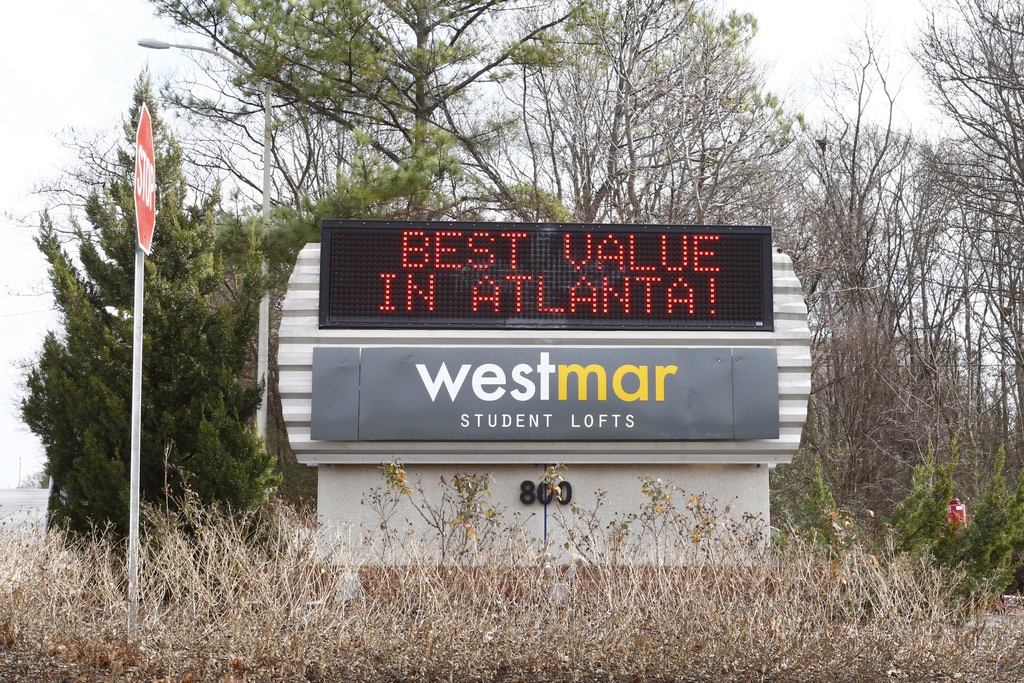 STOP
BEST VALUE
IN ATLANTA!
westmar
STUDENT LOFTS
800